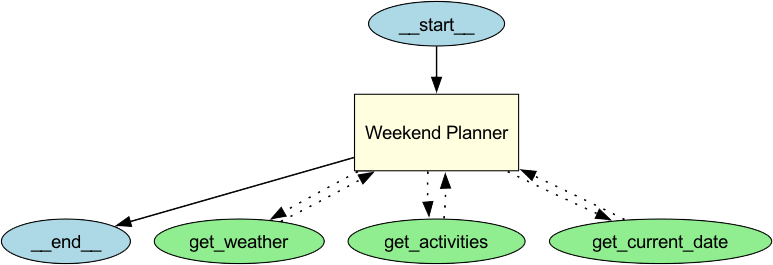 __start__
Weekend Planner
__end__
get_weather
get_activities
get_current_date